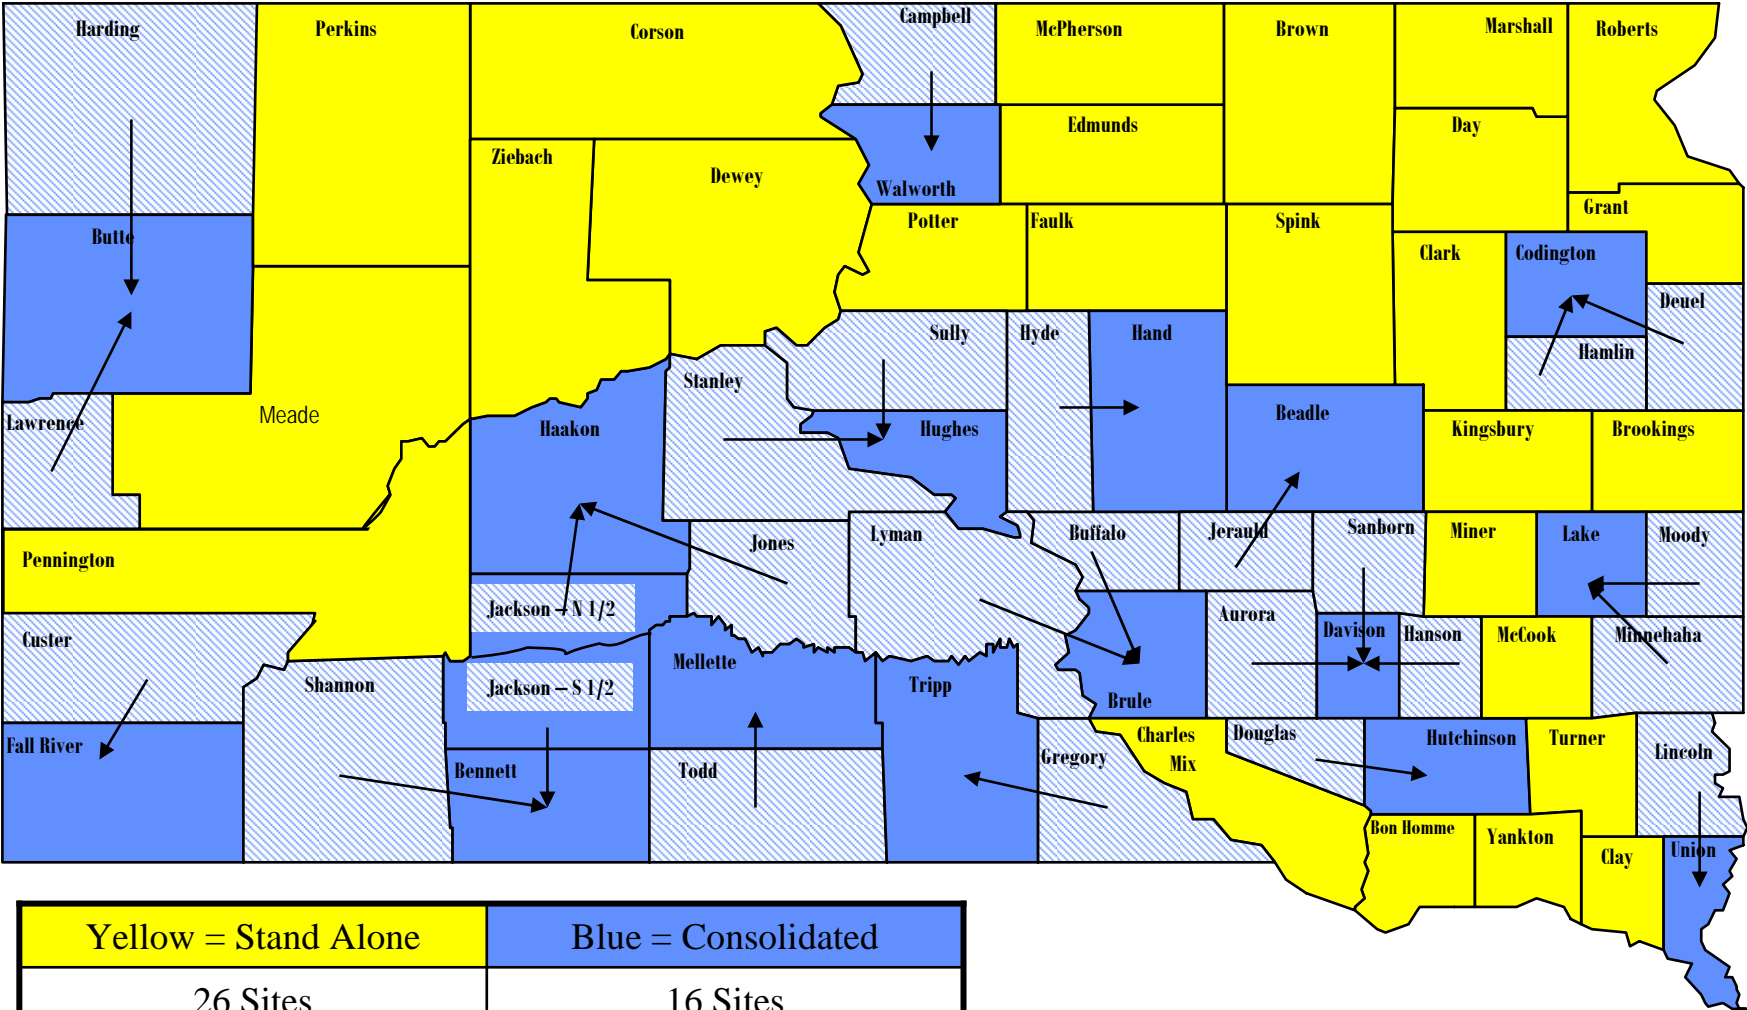 Harding
Perkins
Corson
Campbell
McPherson
Brown
Marshall
Roberts
Edmunds
Day
Ziebach
Dewey
Walworth
Grant
Potter
Faulk
Spink
Butte
Clark
Codington
Deuel
Sully
Hyde
Hand
Hamlin
Stanley
Lawrence
Meade
Haakon
Hughes
Beadle
Kingsbury
Brookings
Pennington
Jones
Lyman
Buffalo
Jerauld
Sanborn
Miner
Lake
Moody
Jackson – N 1/2
Custer
Aurora
Davison
Hanson
McCook
Minnehaha
Shannon
Jackson – S 1/2
Mellette
Tripp
Brule
Fall River
Bennett
Todd
Gregory
Charles
Mix
Douglas
Hutchinson
Turner
Lincoln
Bon Homme
Yankton
Clay
Union
Yellow = Stand Alone
Blue = Consolidated
26 Sites
16 Sites